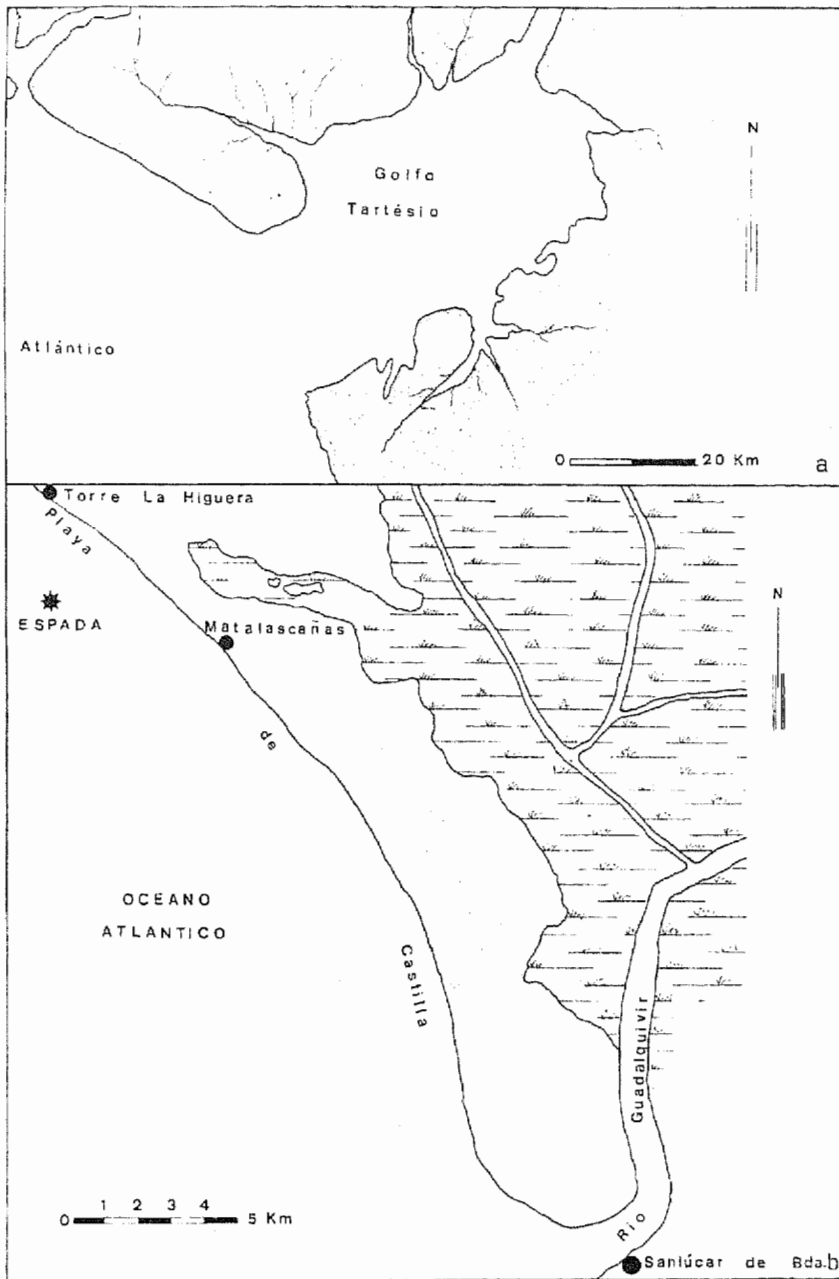 N
Golfo
Tartésio
Atlántico
0 20 Km
a
Torre La Higuera
Playa
ESPADA
Matalascañas
N
de
OCEANO
ATLANTICO
Castilla
Guadalquivir
0 1 2 3 4 5 Km
Rio
Sanlúcar de Bda.
b